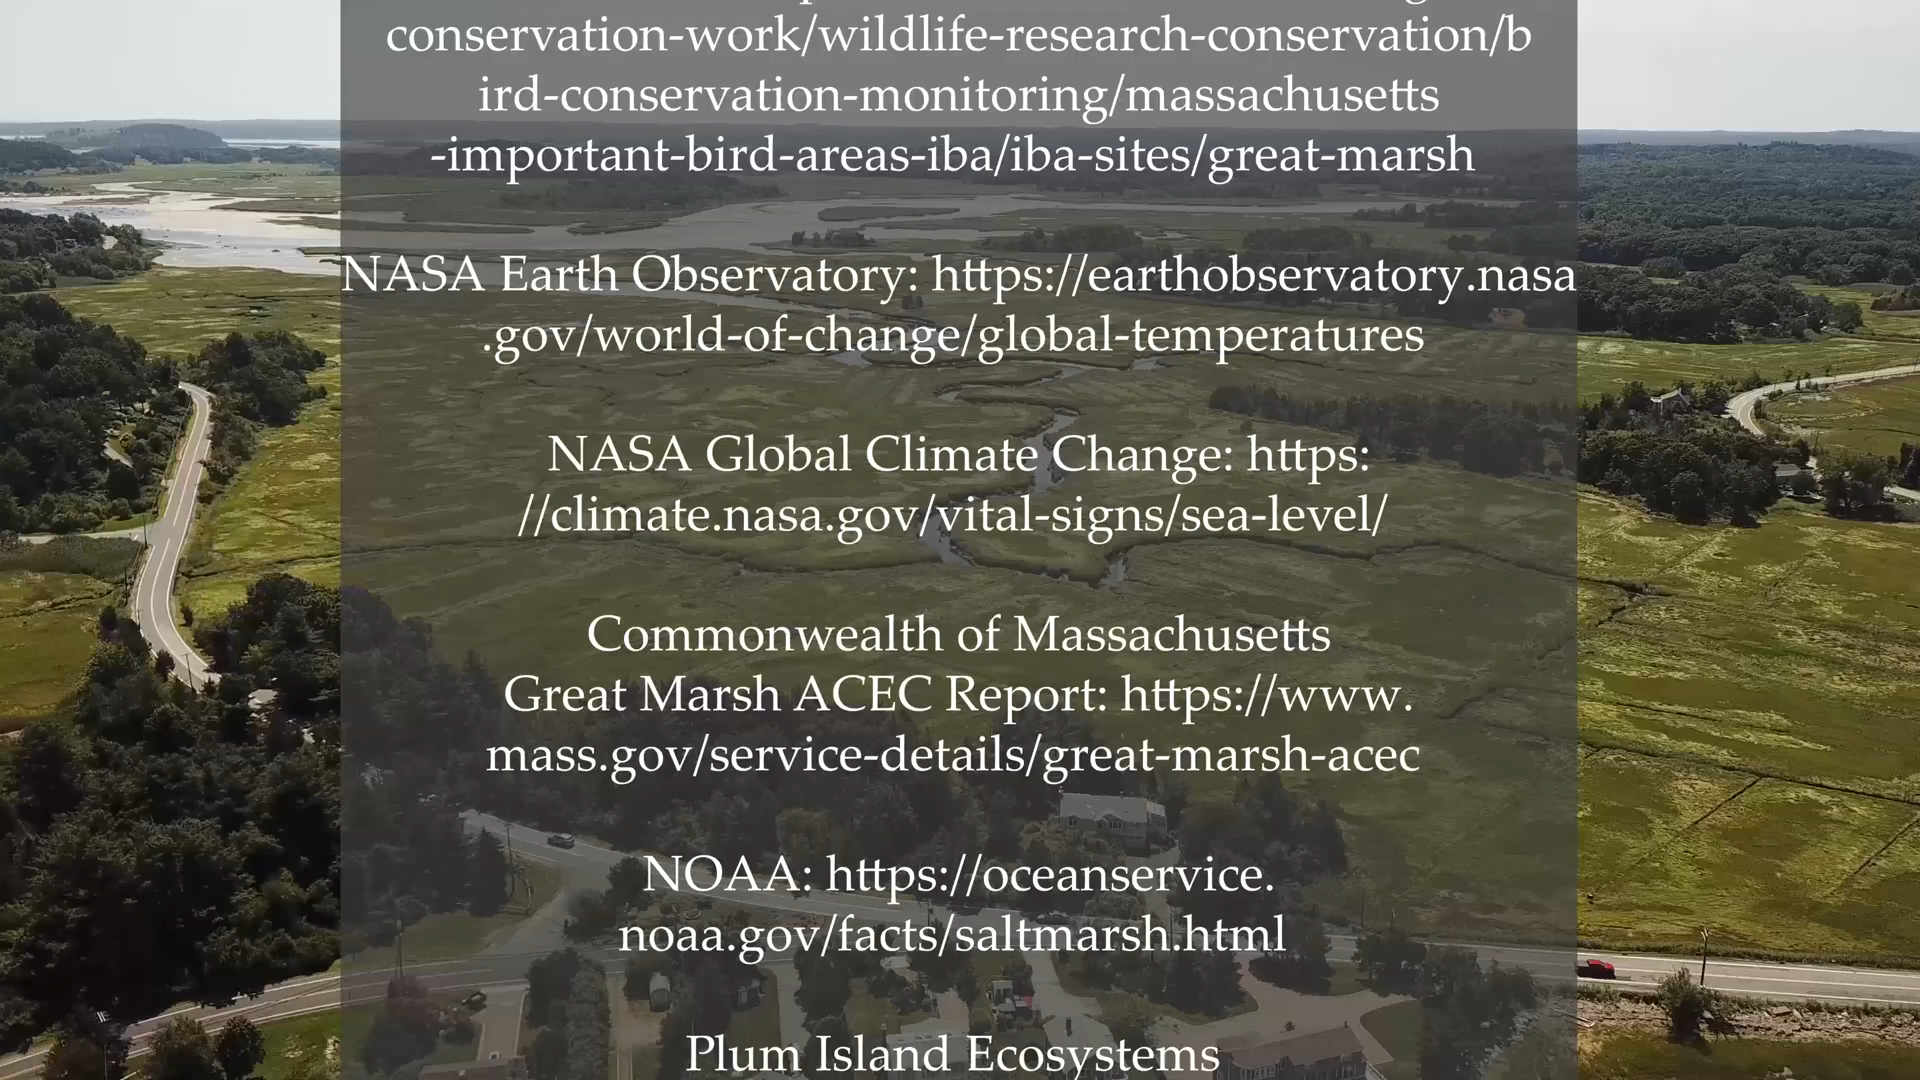 conservation-work/wildlife-research-conservation/b
ird-conservation-monitoring/massachusetts
-important-bird-areas-iba/iba-sites/great-marsh
NASA Earth Observatory: https://earthobservatory.nasa
.gov/world-of-change/global-temperatures
NASA Global Climate Change: https:
//climate.nasa.gov/vital-signs/sea-level/
Commonwealth of Massachusetts
Great Marsh ACEC Report: https://www.
mass.gov/service-details/great-marsh-acec
NOAA: https://oceanservice.
noaa.gov/facts/saltmarsh.html
Plum Island Ecosystems